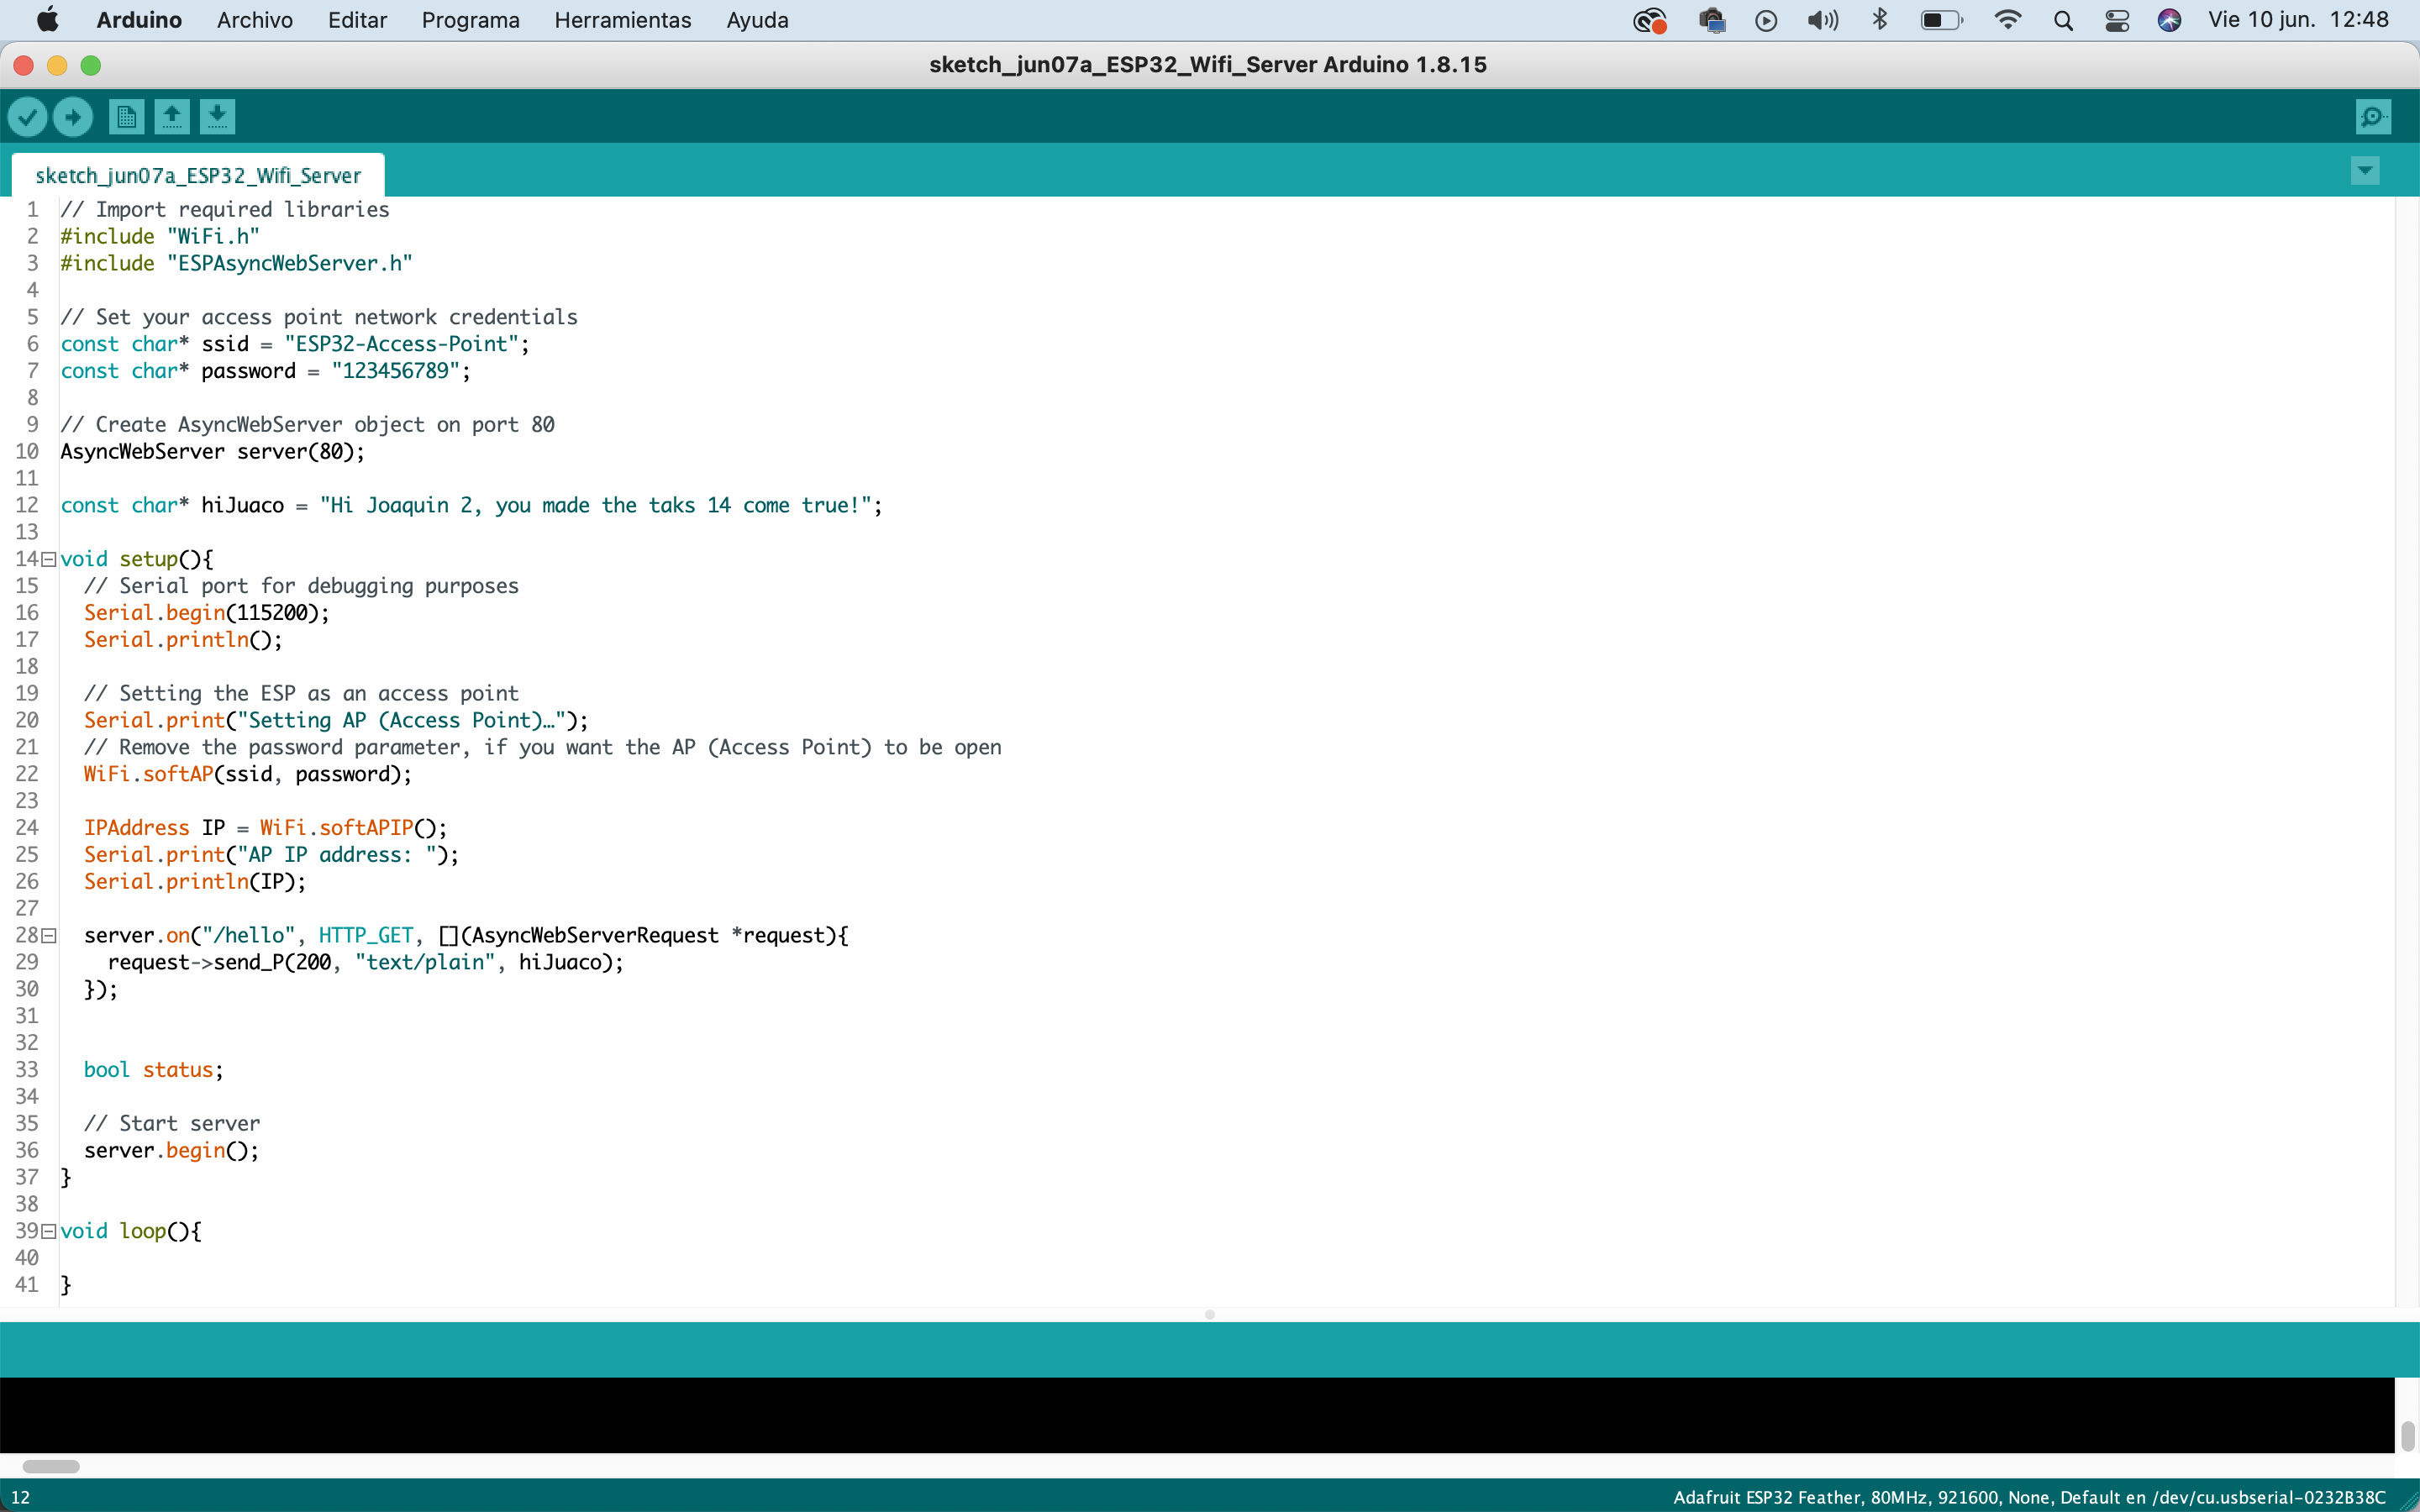 Arduino Archivo Editar Programa Herramientas Ayuda Vie 10 jun. 12:48
sketch_jun07a_ESP32_Wifi_Server Arduino 1.8.15
sketch_jun07a_ESP32_Wifi_Server
1 // Import required libraries
2 #include "WiFi.h"
3 #include "ESPAsyncWebServer.h"
4
5 // Set your access point network credentials
6 const char* ssid = "ESP32-Access-Point";
7 const char* password = "123456789";
8
9 // Create AsyncWebServer object on port 80
10 AsyncWebServer server(80);
11
12 const char* hiJuaco = "Hi Joaquin 2, you made the taks 14 come true!";
13
14 void setup(){
15 // Serial port for debugging purposes
16 Serial.begin(115200);
17 Serial.println();
18
19 // Setting the ESP as an access point
20 Serial.print("Setting AP (Access Point)…");
21 // Remove the password parameter, if you want the AP (Access Point) to be open
22 WiFi.softAP(ssid, password);
23
24 IPAddress IP = WiFi.softAPIP();
25 Serial.print("AP IP address: ");
26 Serial.println(IP);
27
28 server.on("/hello", HTTP_GET, [](AsyncWebServerRequest *request){
29 request->send_P(200, "text/plain", hiJuaco);
30 });
31
32
33 bool status;
34
35 // Start server
36 server.begin();
37 }
38
39 void loop(){
40
41 }
12 Adafruit ESP32 Feather, 80MHz, 921600, None, Default en /dev/cu.usbserial-0232B38C